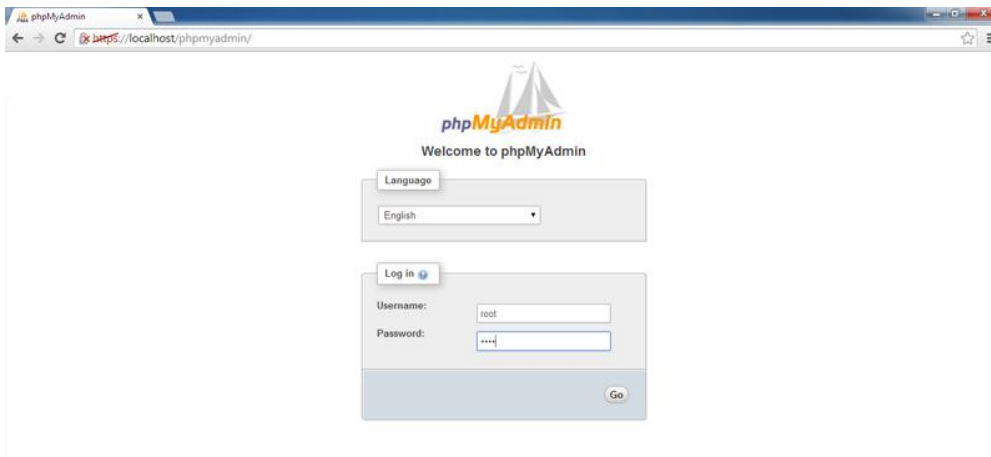 phpMyAdmin
https://localhost/phpmyadmin/
phpMyAdmin
Welcome to phpMyAdmin
Language
English
Log in
Username:
root
Password:
••••
Go